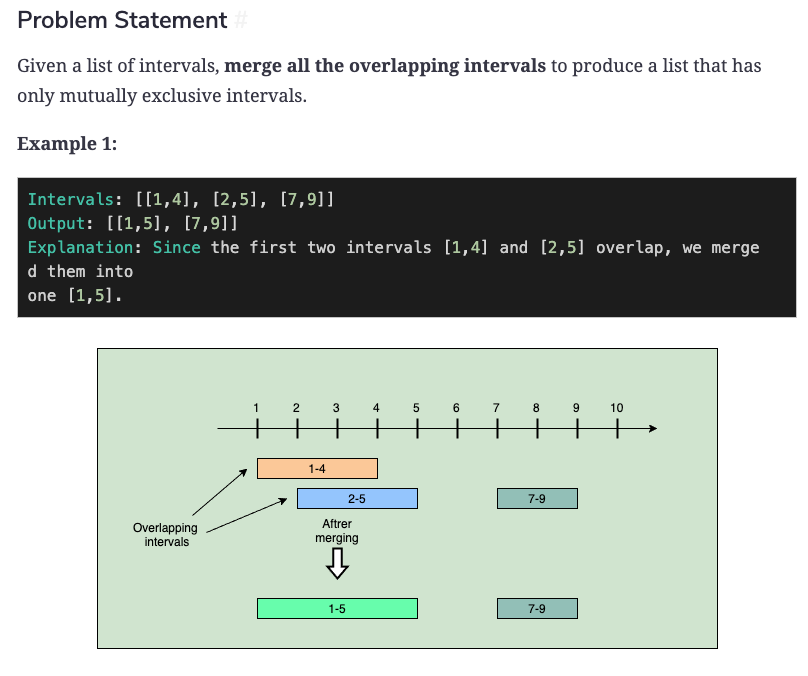 Problem Statement #
Given a list of intervals, merge all the overlapping intervals to produce a list that has
only mutually exclusive intervals.
Example 1:
Intervals: [[1,4], [2,5], [7,9]]
Output: [[1,5], [7,9]]
Explanation: Since the first two intervals [1,4] and [2,5] overlap, we merge
d them into
one [1,5].
1 2 3 4 5 6 7 8 9 10
1-4
2-5 7-9
Overlapping
intervals
Aftrer
merging
1-5 7-9